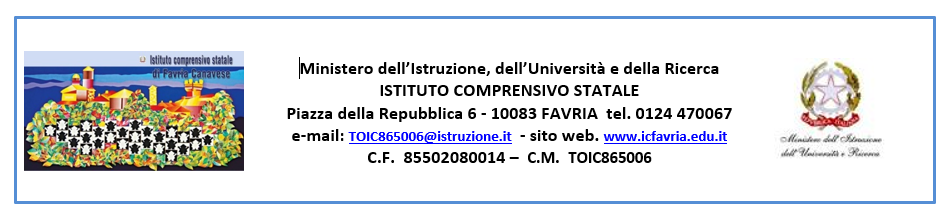 Istituto comprensivo statale
di Favria Canavese
Ministero dell’Istruzione, dell’Università e della Ricerca
ISTITUTO COMPRENSIVO STATALE
Piazza della Repubblica 6 - 10083 FAVRIA  tel. 0124 470067
e-mail: TOIC865006@istruzione.it  - sito web. www.icfavria.edu.it
C.F.  85502080014 –  C.M.  TOIC865006
Ministero dell'Istruzione
dell'Università e Ricerca